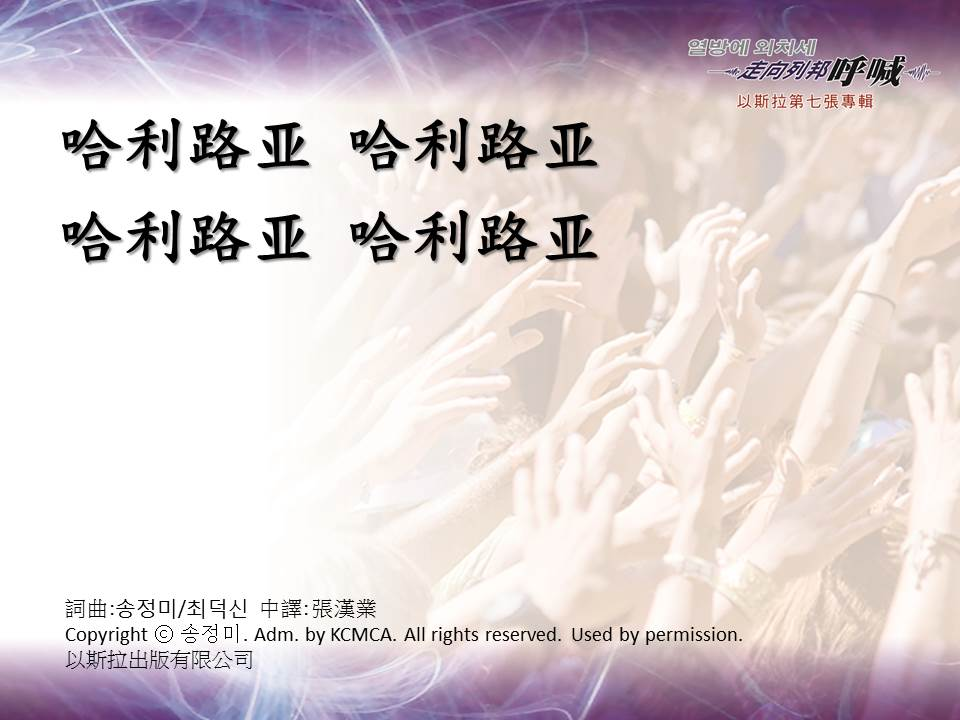 열방에 외치세
走向列邦呼喊
以斯拉第七張專輯
哈利路亚 哈利路亚
哈利路亚 哈利路亚
詞曲:송정미/최덕신 中譯:張漢業
Copyright ⓒ 송정미. Adm. by KCMCA. All rights reserved. Used by permission.
以斯拉出版有限公司